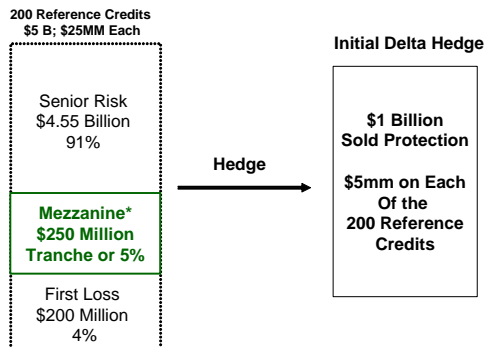 200 Reference Credits
$5 B; $25MM Each
Senior Risk
$4.55 Billion
91%
Mezzanine*
$250 Million
Tranche or 5%
First Loss
$200 Million
4%
Hedge
Initial Delta Hedge
$1 Billion
Sold Protection
$5mm on Each
Of the
200 Reference
Credits